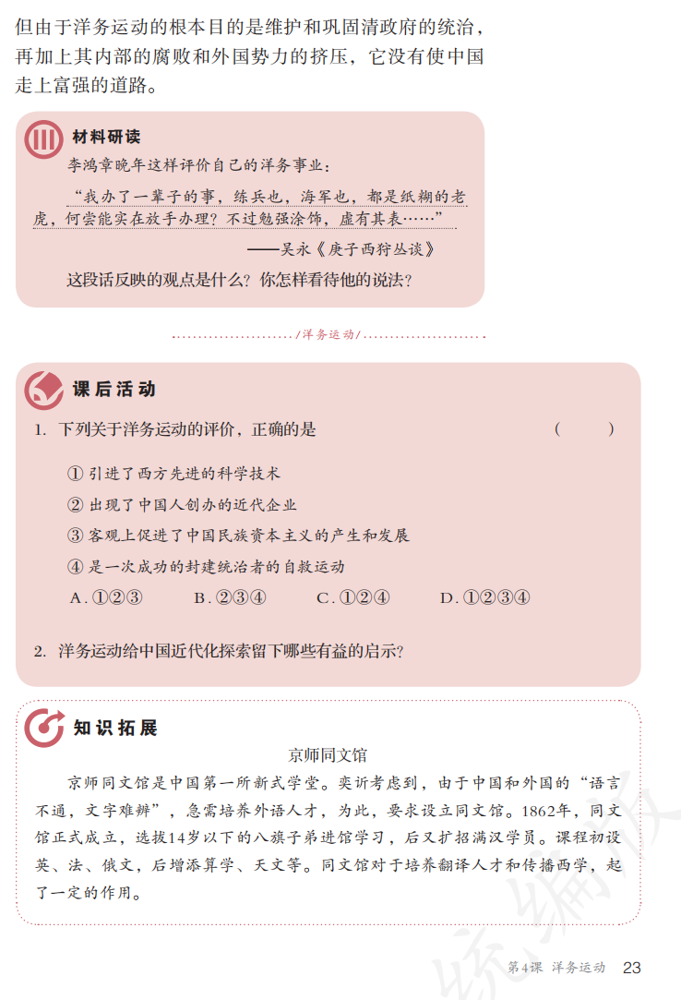 但由于洋务运动的根本目的是维护和巩固清政府的统治，
再加上其内部的腐败和外国势力的挤压，它没有使中国
走上富强的道路。
材料研读
李鸿章晚年这样评价自己的洋务事业：
“我办了一辈子的事，练兵也，海军也，都是纸糊的老
虎，何尝能实在放手办理？不过勉强涂饰，虚有其表……”
——吴永《庚子西狩丛谈》
这段话反映的观点是什么？你怎样看待他的说法？
/洋务运动/
课后活动
1. 下列关于洋务运动的评价，正确的是 （ ）
① 引进了西方先进的科学技术
② 出现了中国人创办的近代企业
③ 客观上促进了中国民族资本主义的产生和发展
④ 是一次成功的封建统治者的自救运动
A.①②③ B.②③④ C.①②④ D.①②③④
2. 洋务运动给中国近代化探索留下哪些有益的启示？
知识拓展
京师同文馆
京师同文馆是中国第一所新式学堂。奕䜣考虑到，由于中国和外国的“语言
不通，文字难辨”，急需培养外语人才，为此，要求设立同文馆。1862年，同文
馆正式成立，选拔14岁以下的八旗子弟进馆学习，后又扩招满汉学员。课程初设
英、法、俄文，后增添算学、天文等。同文馆对于培养翻译人才和传播西学，起
了一定的作用。
统编版
第4课 洋务运动 23